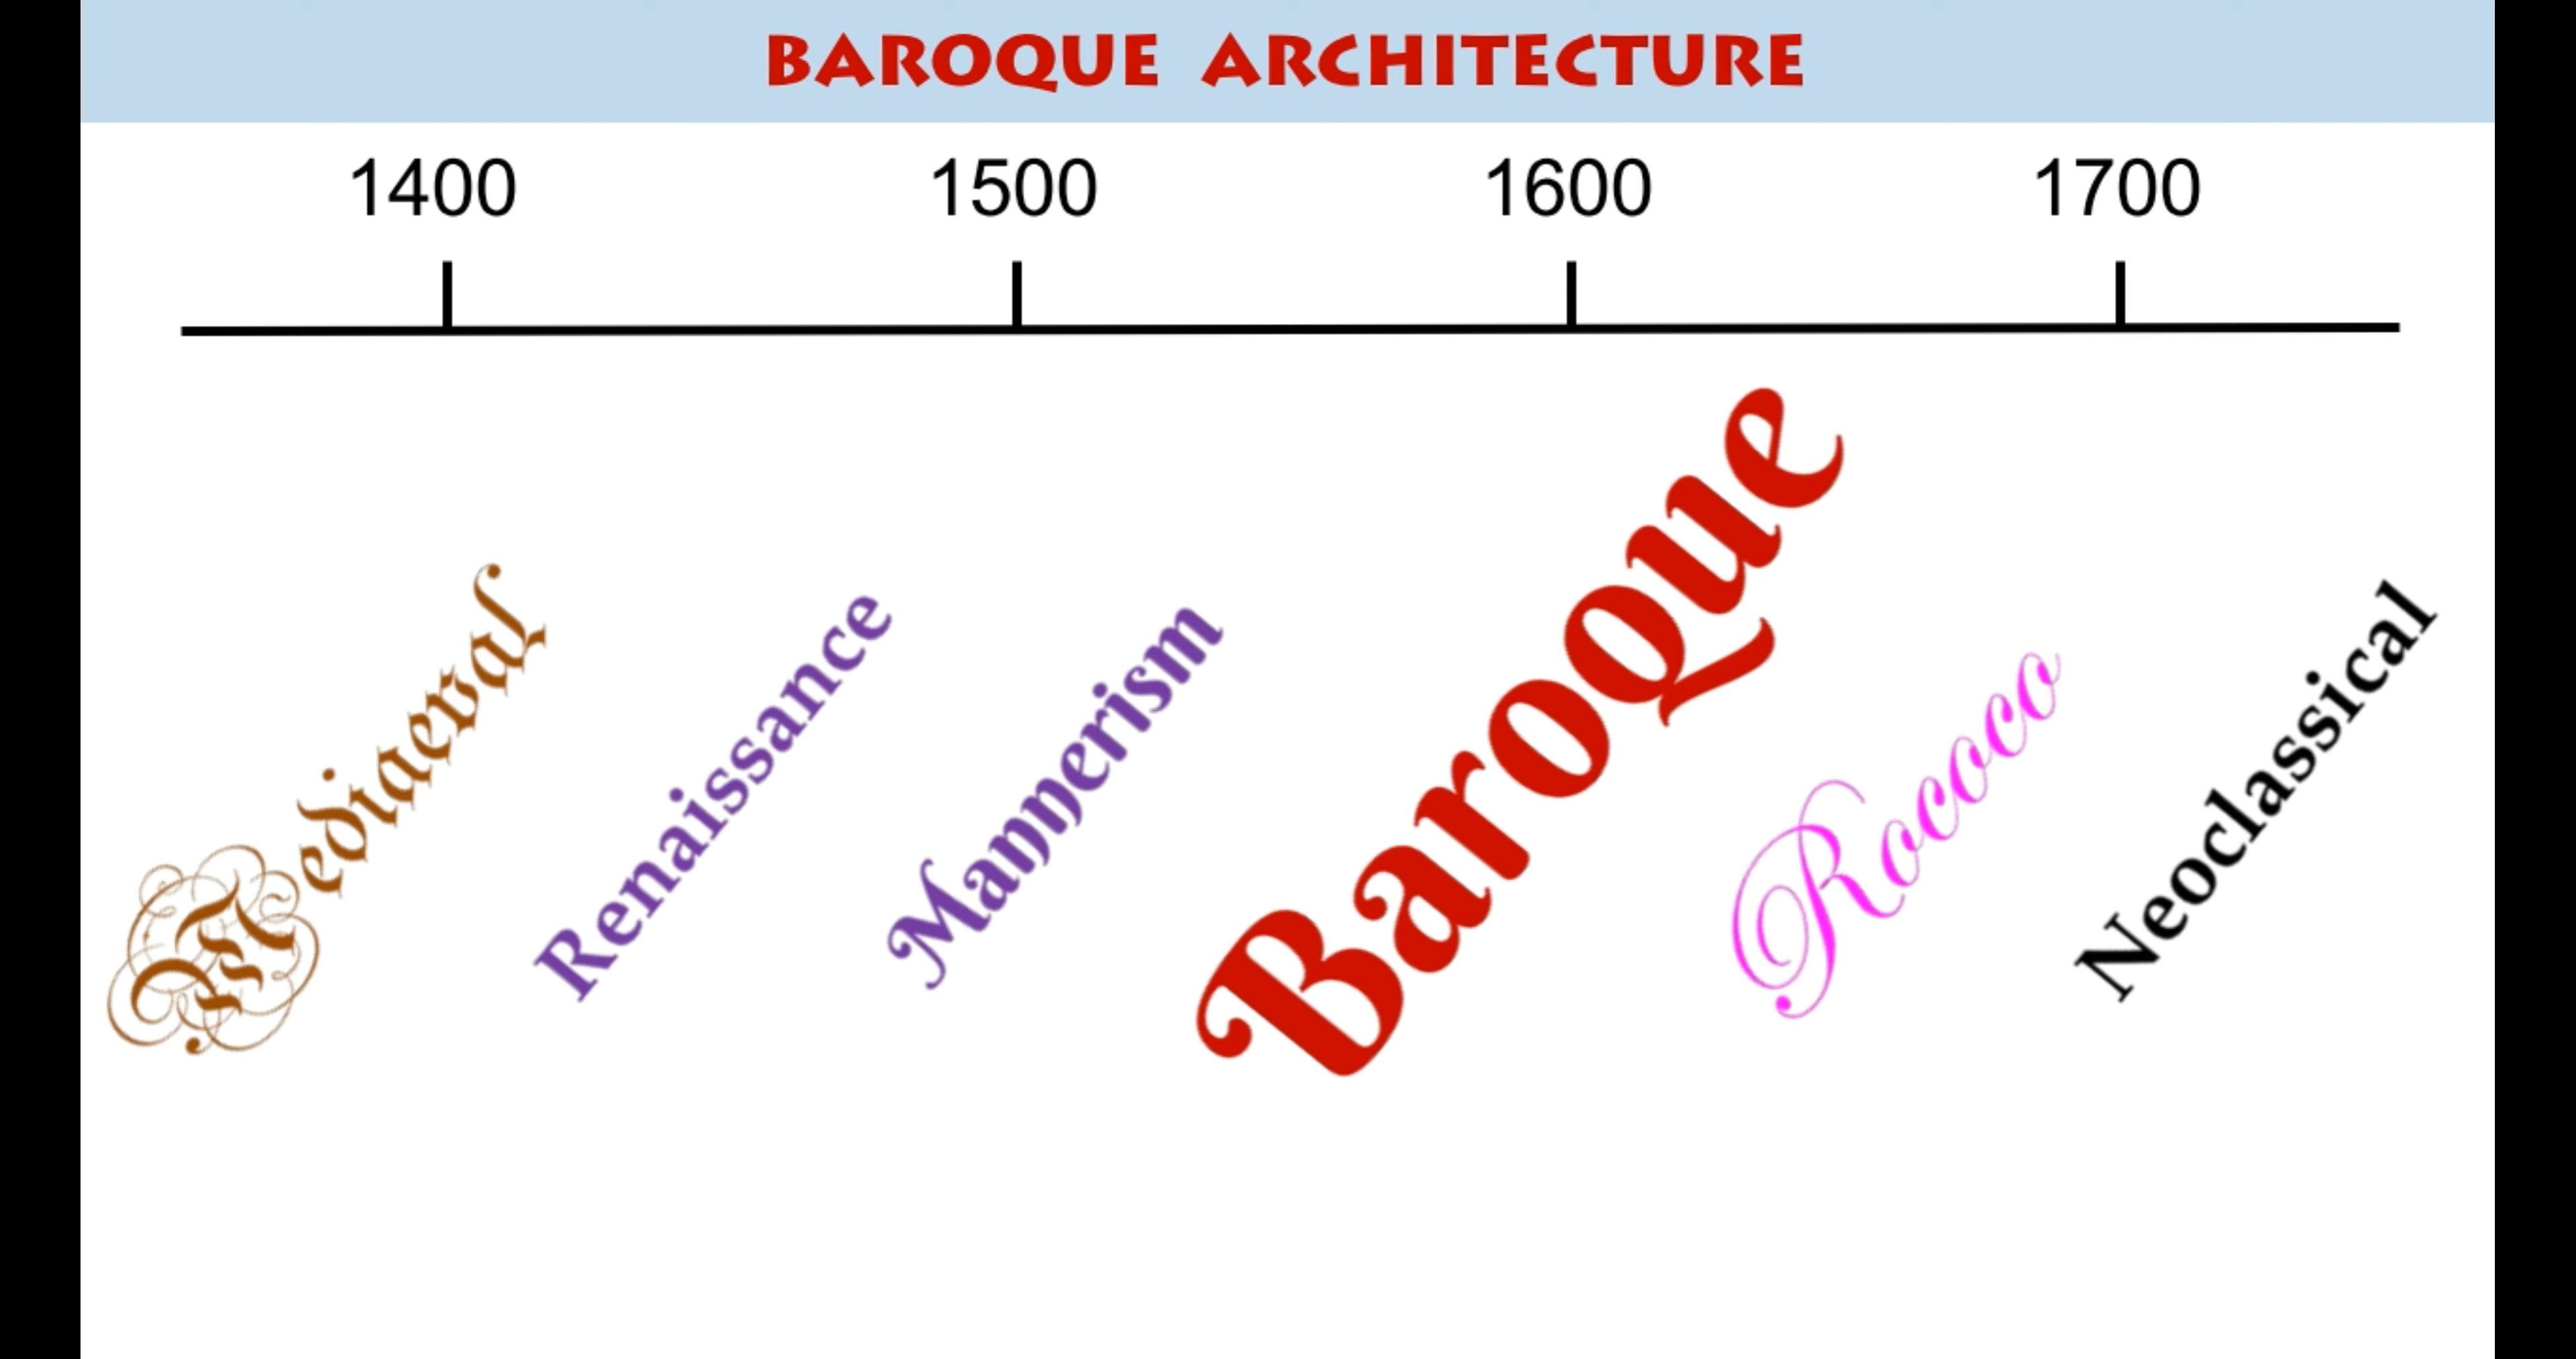 BAROQUE ARCHITECTURE
1400 1500 1600 1700
Mediaeval
Renaissance
Mannerism
Baroque
Rococo
Neoclassical